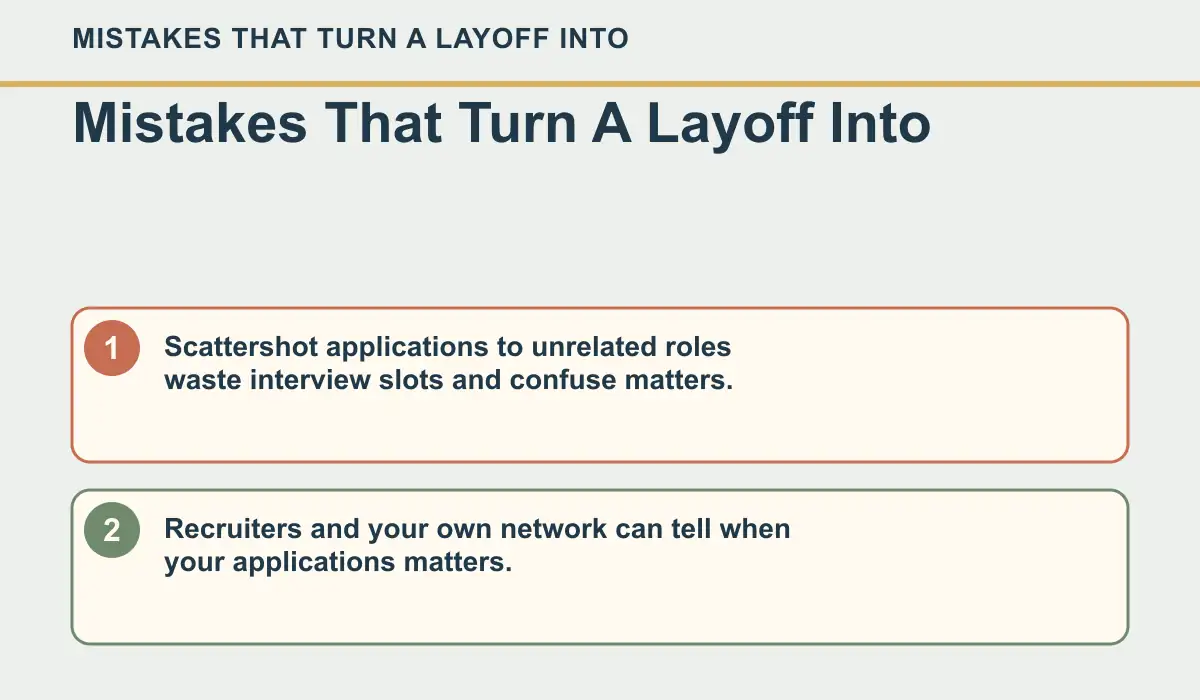 MISTAKES THAT TURN A LAYOFF INTO
Mistakes That Turn A Layoff Into
1
Scattershot applications to unrelated roles
waste interview slots and confuse matters.
2
Recruiters and your own network can tell when
your applications matters.